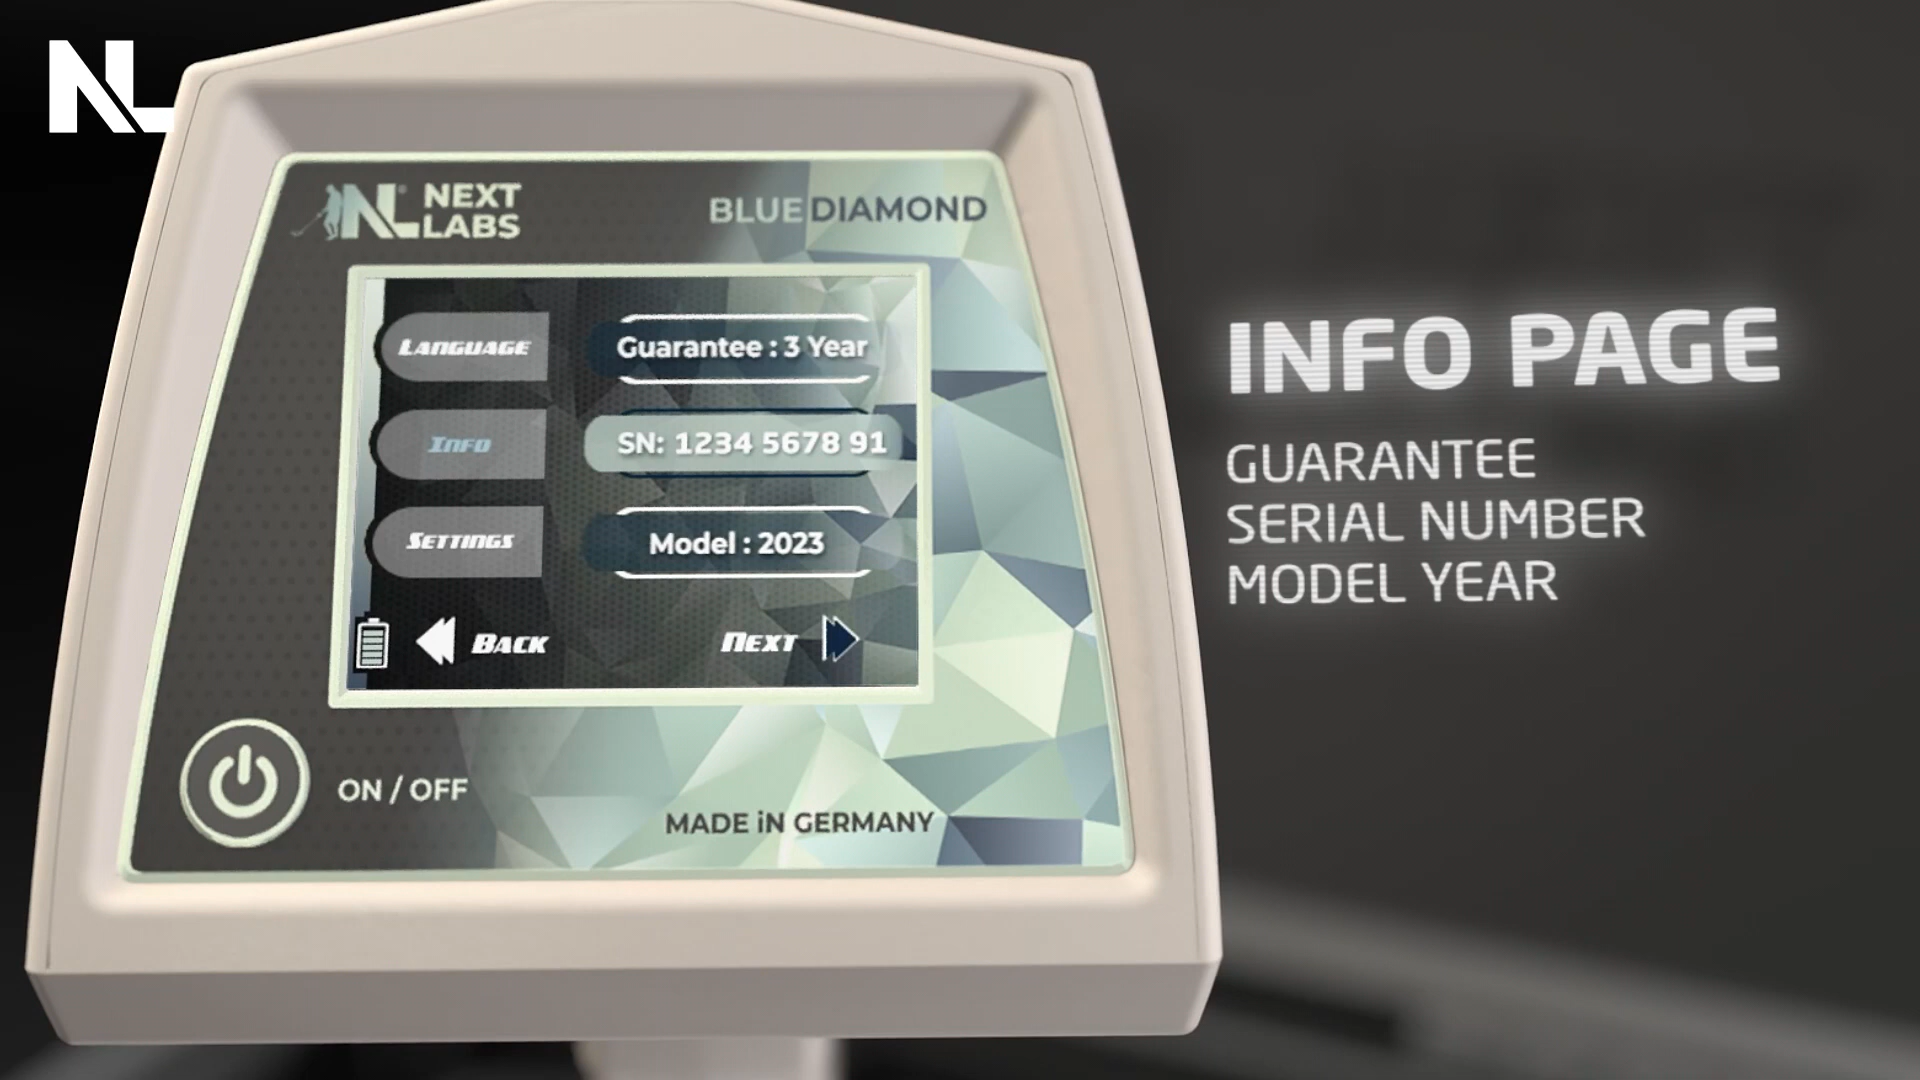 NL
NL NEXT
LABS
BLUE DIAMOND
LANGUAGE
Guarantee : 3 Year
INFO
SN: 1234 5678 91
SETTINGS
Model : 2023
BACK
NEXT
ON / OFF
MADE iN GERMANY
INFO PAGE
GUARANTEE
SERIAL NUMBER
MODEL YEAR